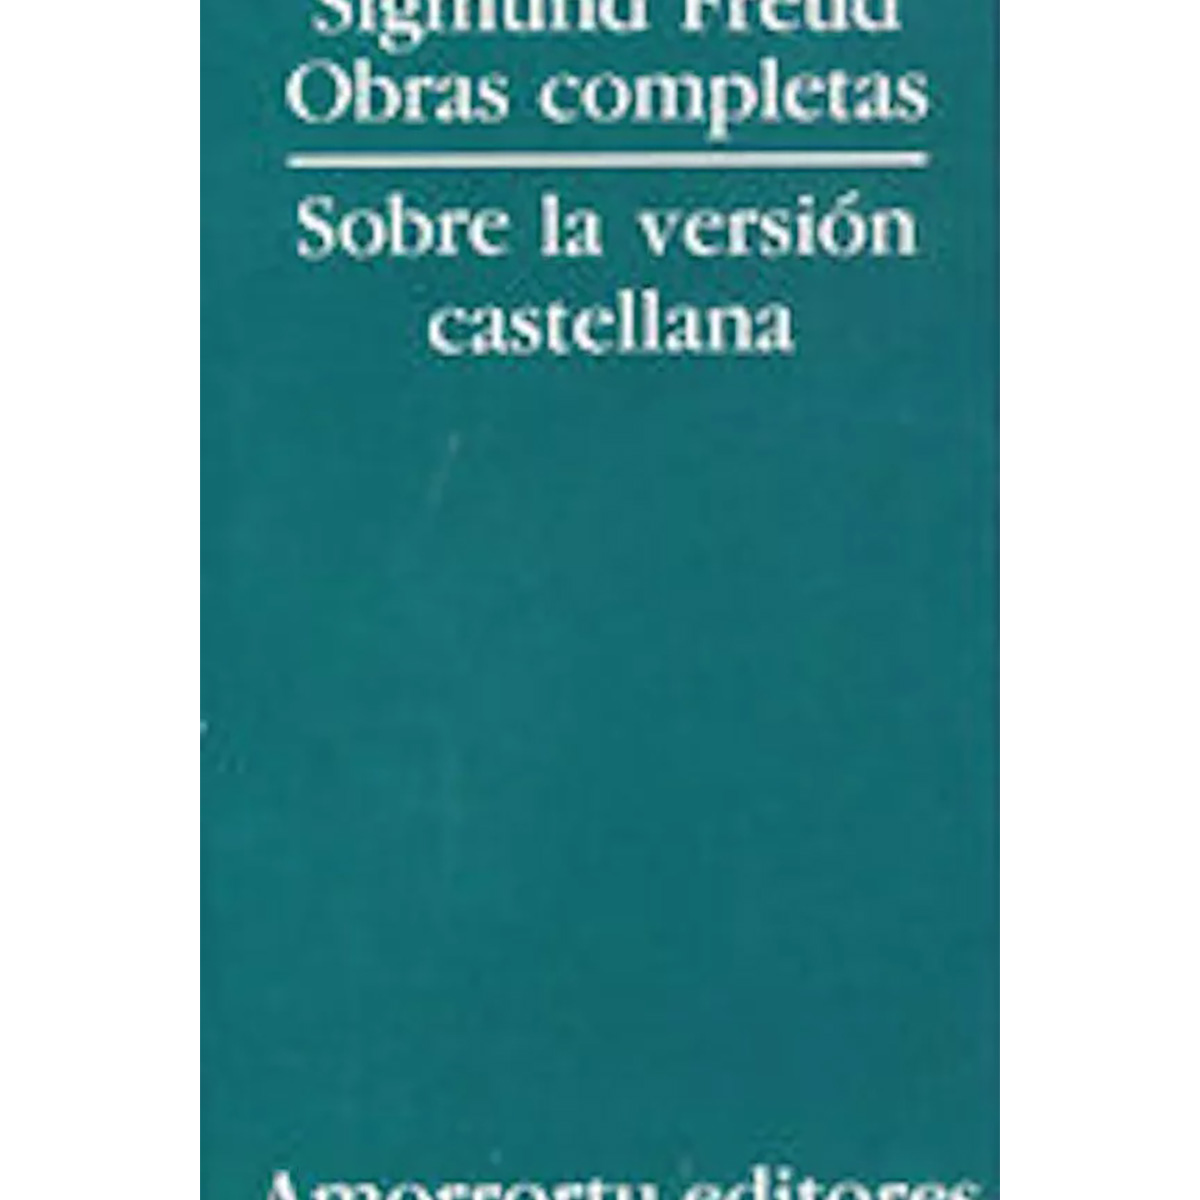 Sigmund Freud
Obras completas
Sobre la versión
castellana
Amorrortu editores